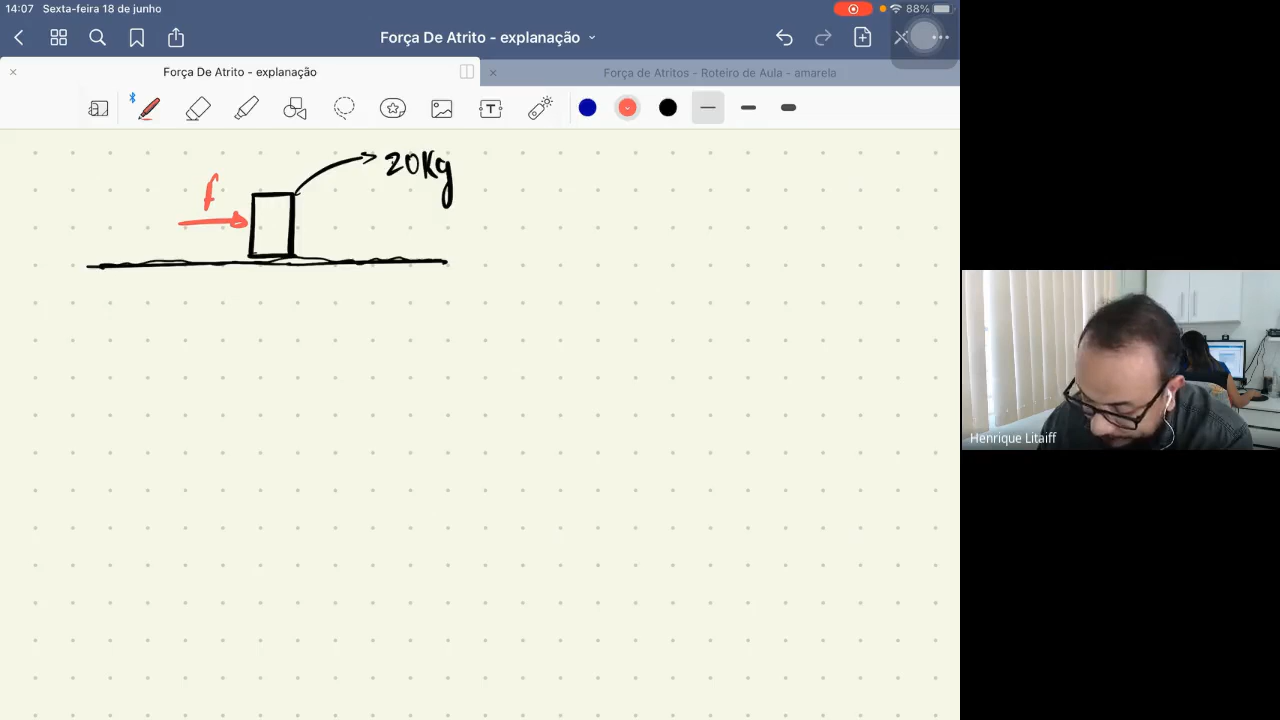 14:07 Sexta-feira 18 de junho
88%
Força De Atrito - explanação
Força De Atrito - explanação
Força de Atritos - Roteiro de Aula - amarela
T
20Kg
F
Henrique Litaiff